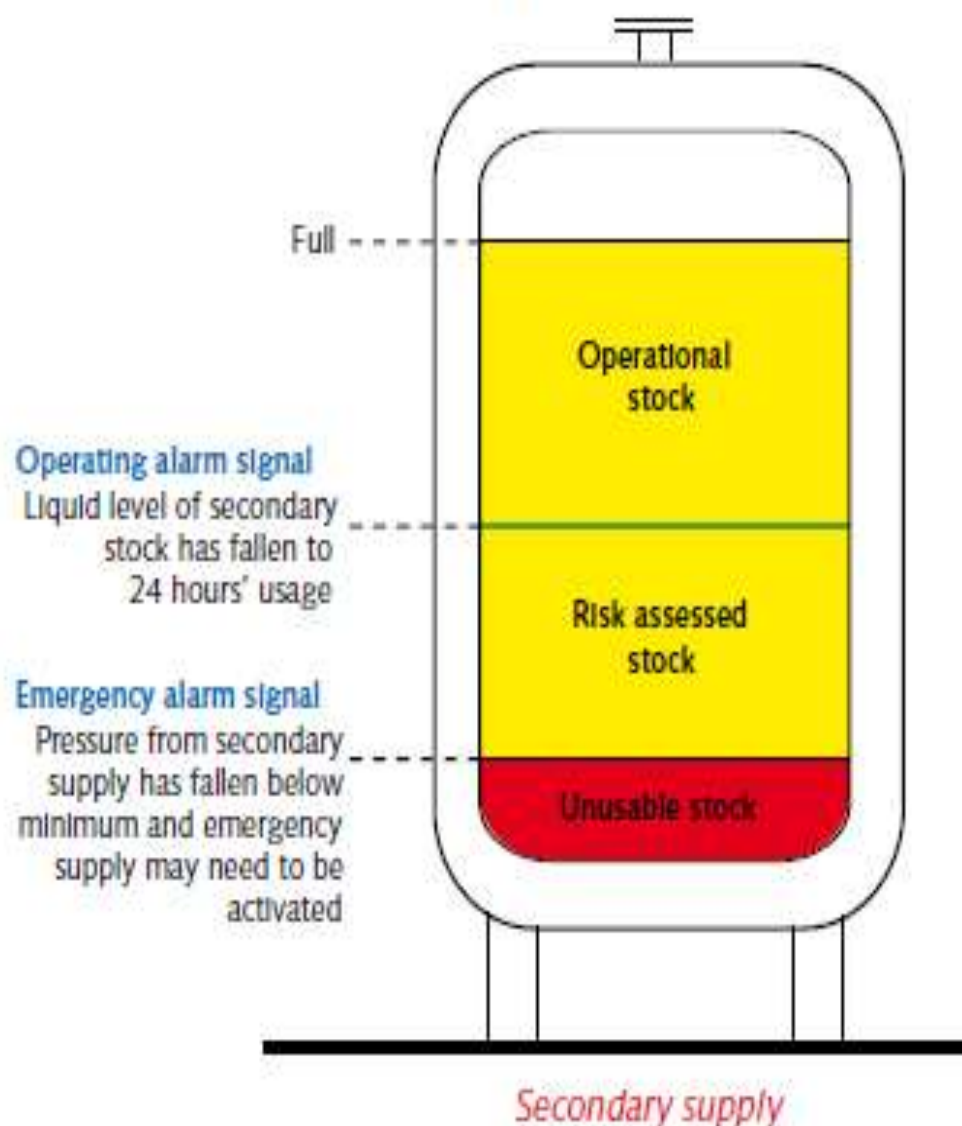 Full
Operational
stock
Operating alarm signal
Liquid level of secondary
stock has fallen to
24 hours' usage
Risk assessed
stock
Emergency alarm signal
Pressure from secondary
supply has fallen below
minimum and emergency
supply may need to be
activated
Unusable stock
Secondary supply